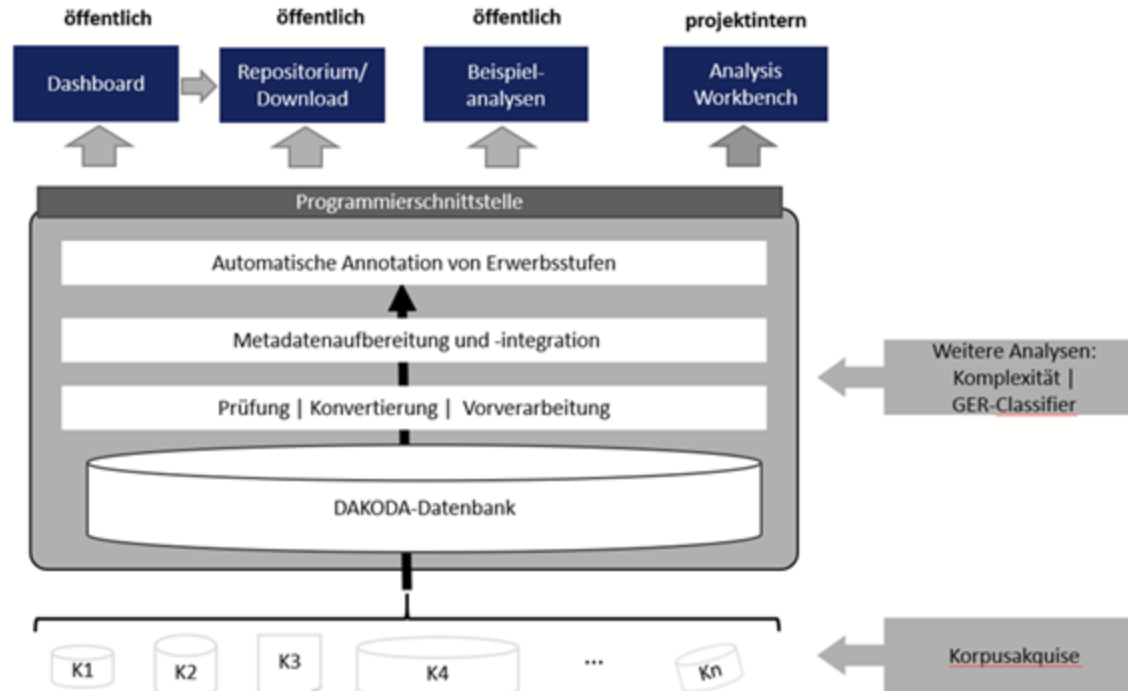 öffentlich
öffentlich
öffentlich
projektintern
Dashboard
Repositorium/
Download
Beispiel-
analysen
Analysis
Workbench
Programmierschnittstelle
Automatische Annotation von Erwerbsstufen
Metadatenaufbereitung und -integration
Prüfung | Konvertierung | Vorverarbeitung
DAKODA-Datenbank
Weitere Analysen:
Komplexität |
GER-Classifier
K1
K2
K3
K4
...
Kn
Korpusakquise